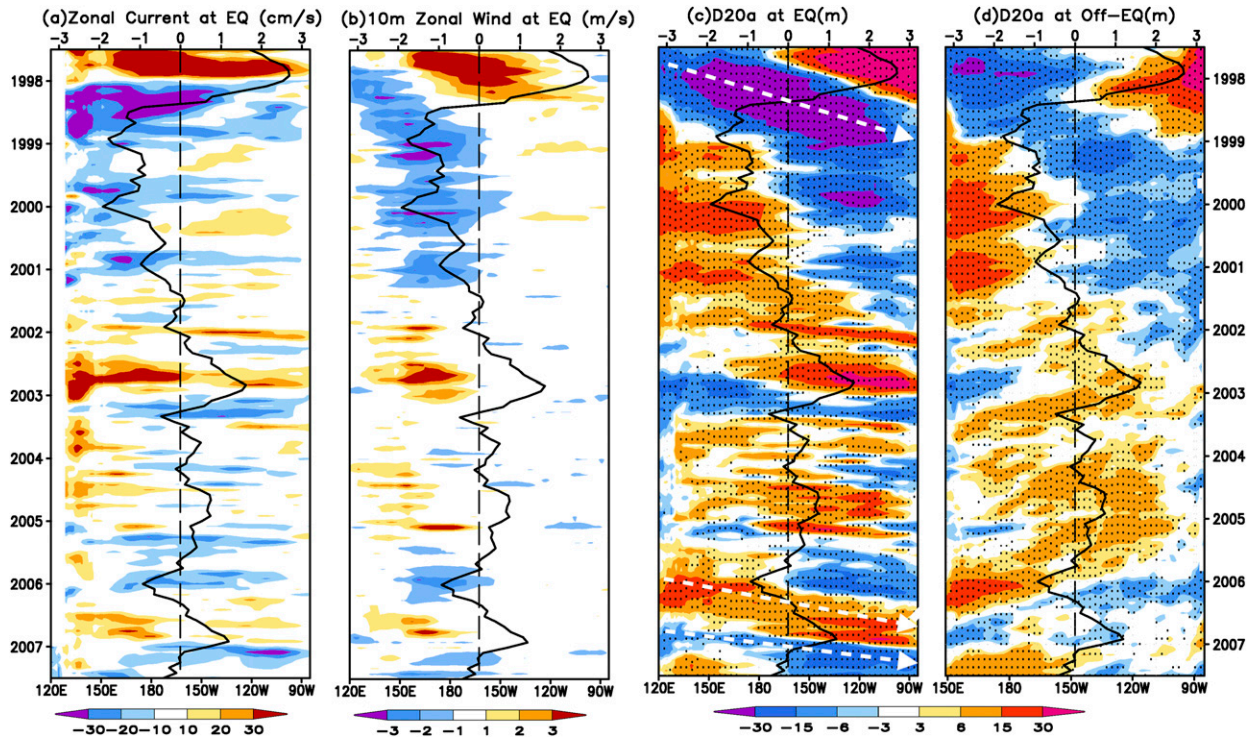 (a)Zonal Current at EQ (cm/s) (b)10m Zonal Wind at EQ (m/s) (c)D20a at EQ(m) (d)D20a at Off−EQ(m)
−3 −2 −1 0 1 2 3 −3 −2 −1 0 1 2 3 −3 −2 −1 0 1 2 3 −3 −2 −1 0 1 2 3
1998 1998
1999 1999
2000 2000
2001 2001
2002 2002
2003 2003
2004 2004
2005 2005
2006 2006
2007 2007
120E 150E 180 150W 120W 90W 120E 150E 180 150W 120W 90W 120E 150E 180 150W 120W 90W 150E 180 150W 120W 90W
−30 −20 −10 10 20 30 −3 −2 −1 1 2 3 −30 −15 −6 −3 3 6 15 30